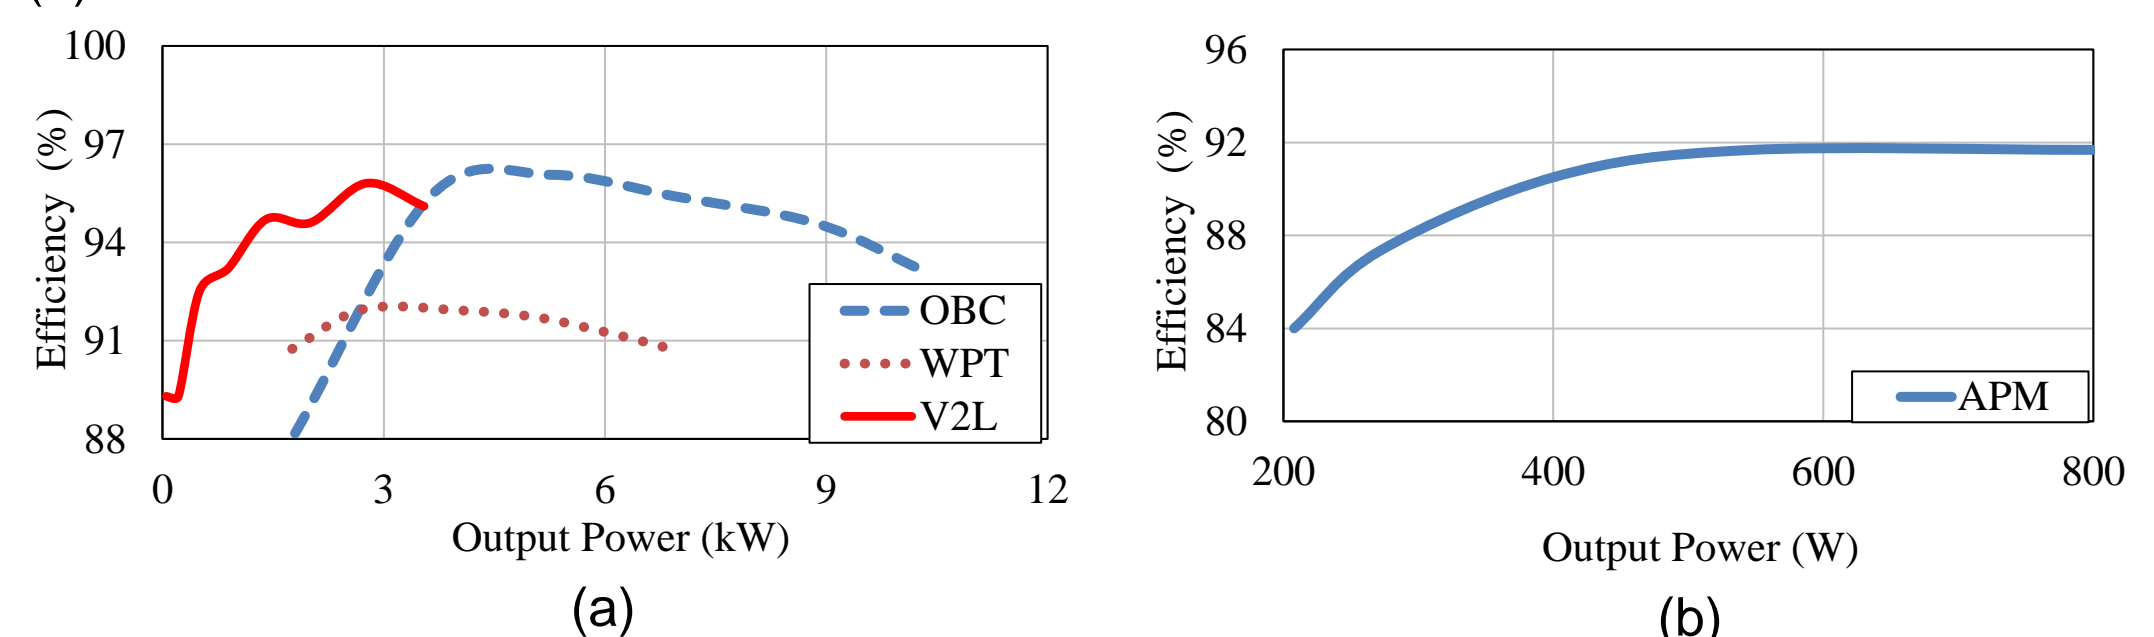 100
97
94
91
88
Efficiency (%)
0 3 6 9 12
Output Power (kW)
OBC
WPT
V2L
(a)
96
92
88
84
80
Efficiency (%)
200 400 600 800
Output Power (W)
APM
(b)